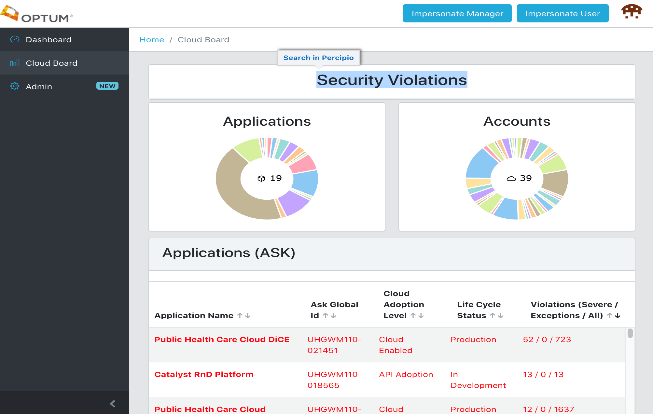 OPTUM®
Impersonate Manager
Impersonate User
Dashboard
Cloud Board
Admin
NEW
Home / Cloud Board
Search in Percipio
Security Violations
Applications
Accounts
19
39
Applications (ASK)
Application Name ↑↓
Ask Global
Id ↑↓
Cloud
Adoption
Level ↑↓
Life Cycle
Status ↑↓
Violations (Severe /
Exceptions / All) ↑↓
Public Health Care Cloud DiCE
UHGWM110
021451
Cloud
Enabled
Production
52 / 0 / 723
Catalyst RnD Platform
UHGWM110
018565
API Adoption
In
Development
13 / 0 / 13
Public Health Care Cloud
UHGWM110-
Cloud
Production
12 / 0 / 1637